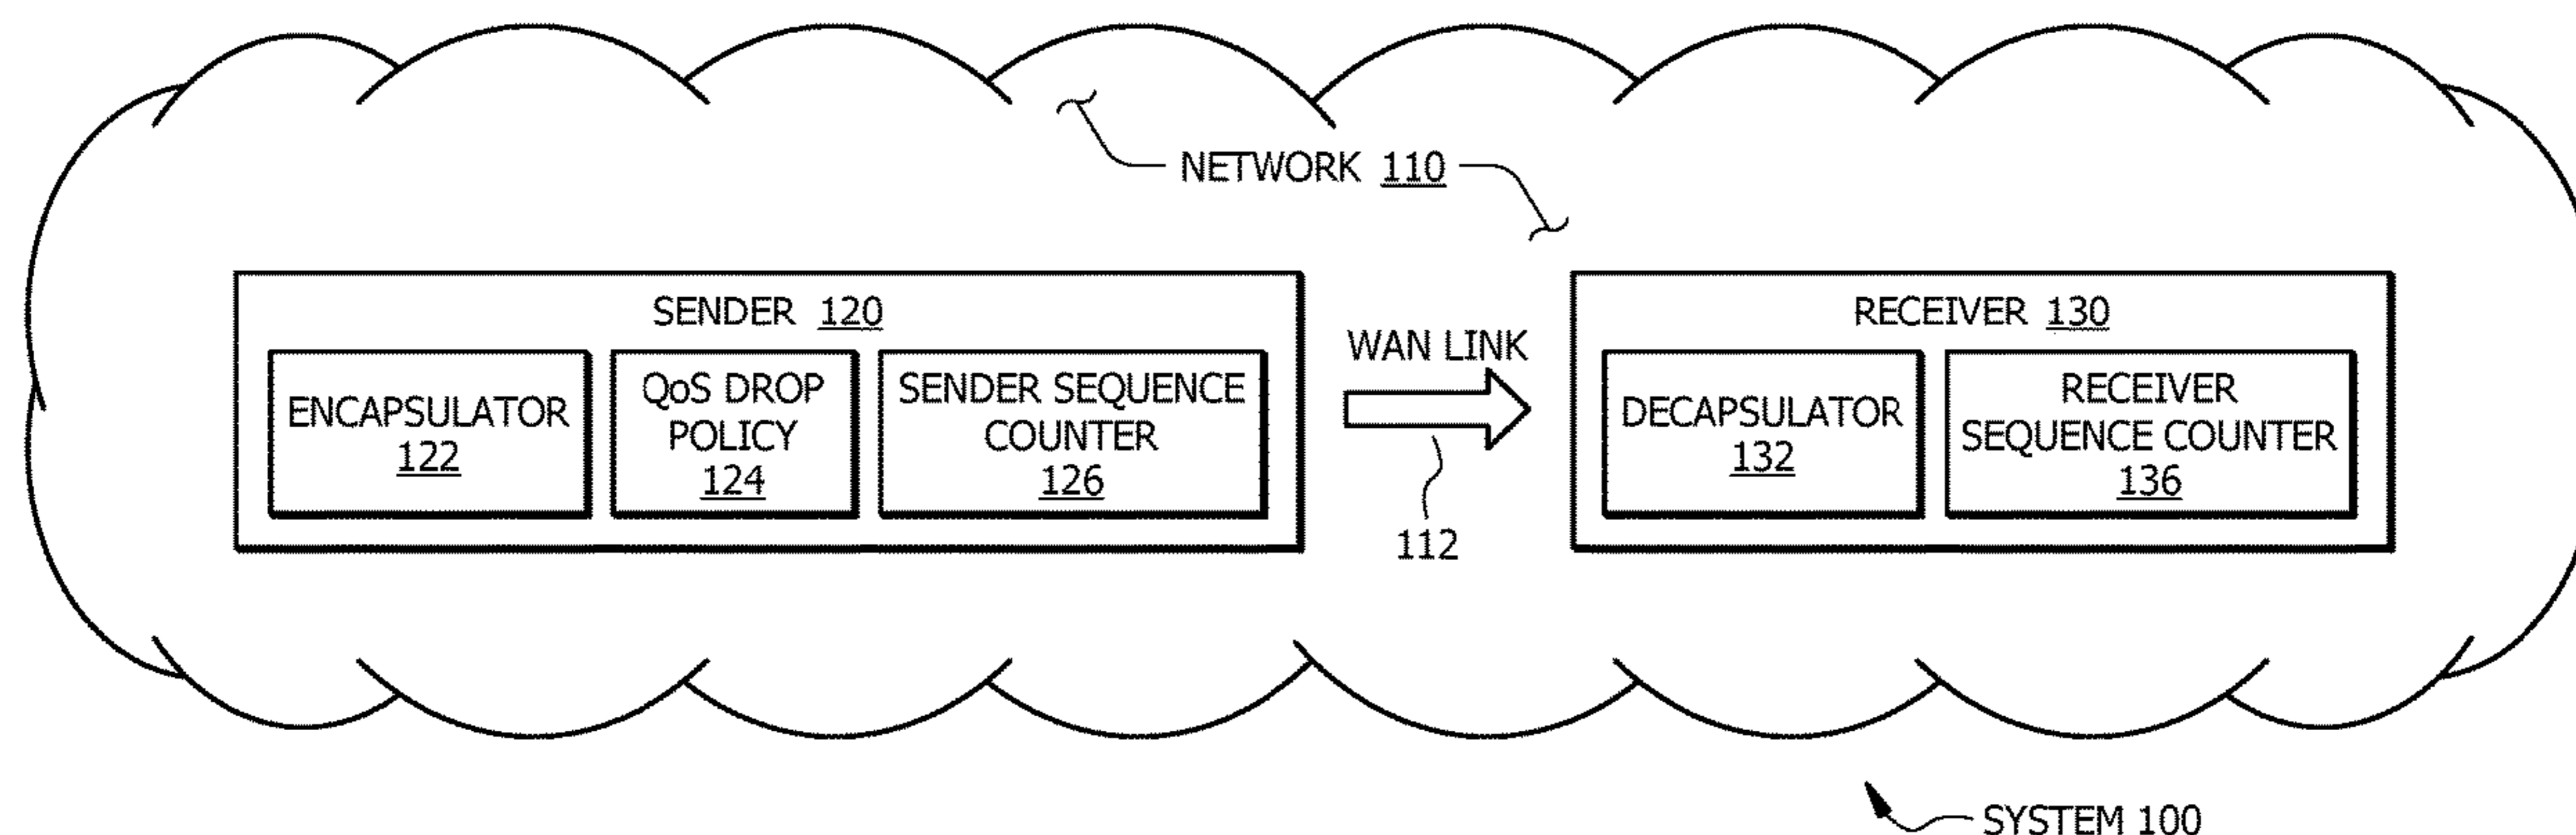 NETWORK 110
SENDER 120
ENCAPSULATOR
122
QoS DROP
POLICY
124
SENDER SEQUENCE
COUNTER
126
WAN LINK
112
RECEIVER 130
DECAPSULATOR
132
RECEIVER
SEQUENCE COUNTER
136
SYSTEM 100